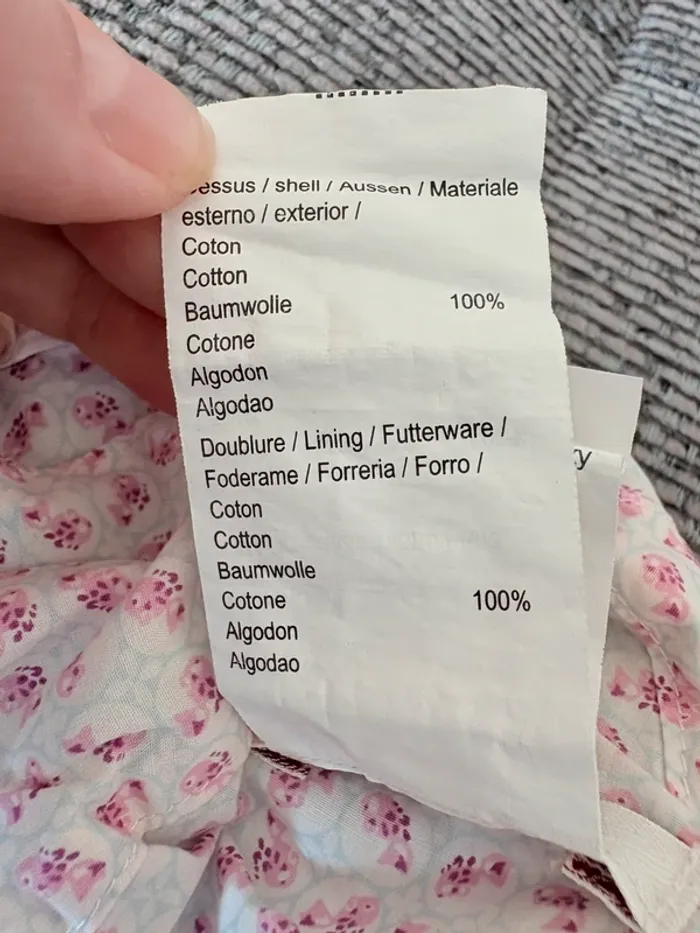 essus / shell / Aussen / Materiale
esterno / exterior /
Coton
Cotton
Baumwolle 100%
Cotone
Algodon
Algodao
Doublure / Lining / Futterware /
Foderame / Forreria / Forro /
Coton
Cotton
Baumwolle
Cotone 100%
Algodon
Algodao